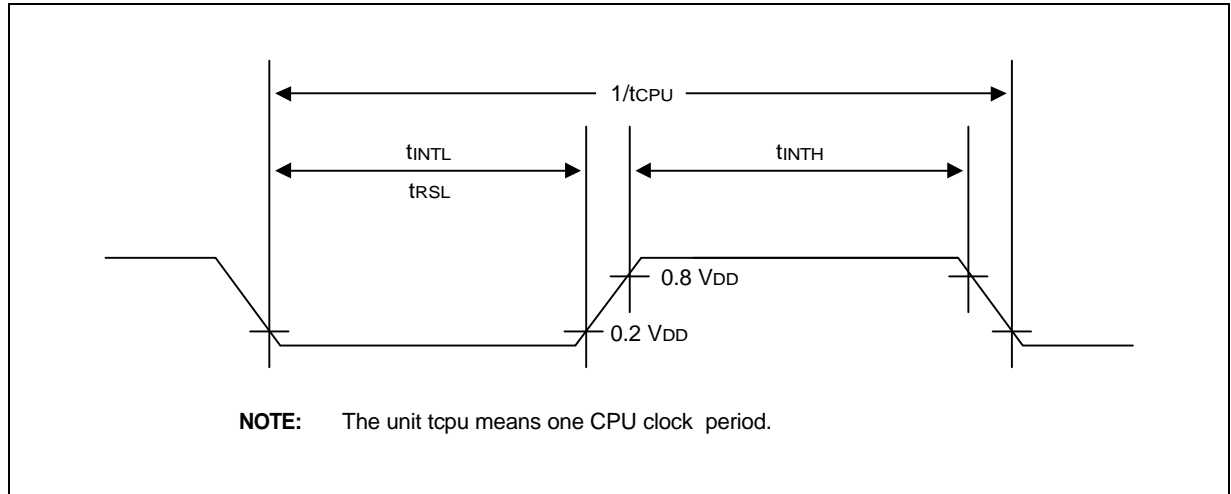 1/tCPU
tINTL
tRSL
tINTH
0.8 VDD
0.2 VDD
NOTE: The unit tcpu means one CPU clock period.